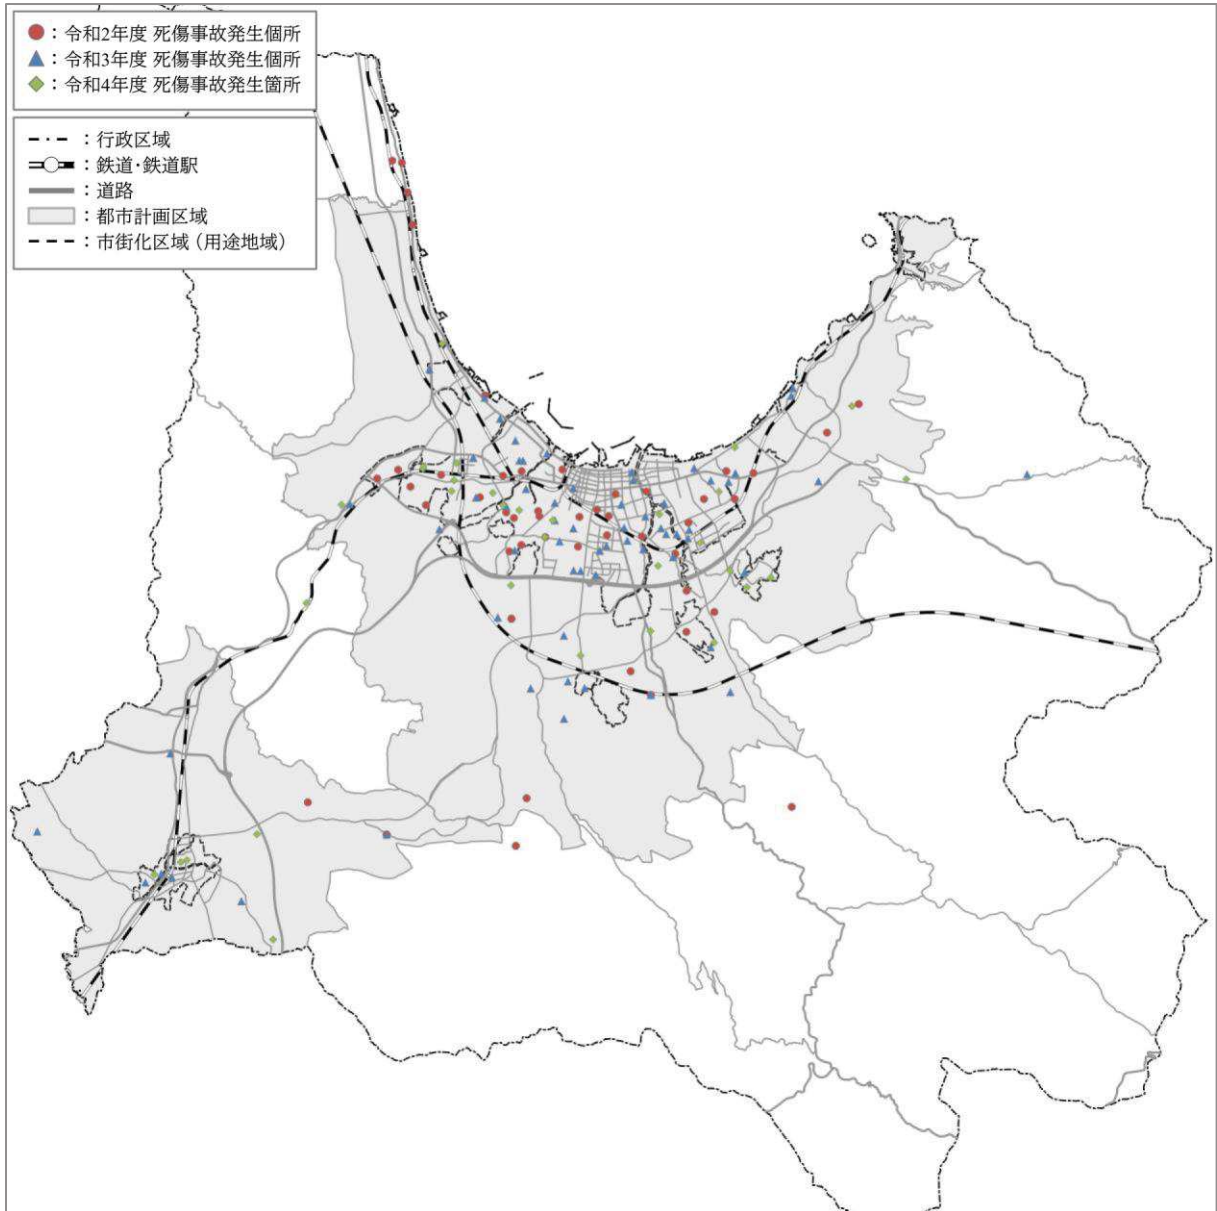 ：令和2年度 死傷事故発生個所
：令和3年度 死傷事故発生個所
：令和4年度 死傷事故発生箇所
：行政区域
：鉄道・鉄道駅
：道路
：都市計画区域
：市街化区域（用途地域）